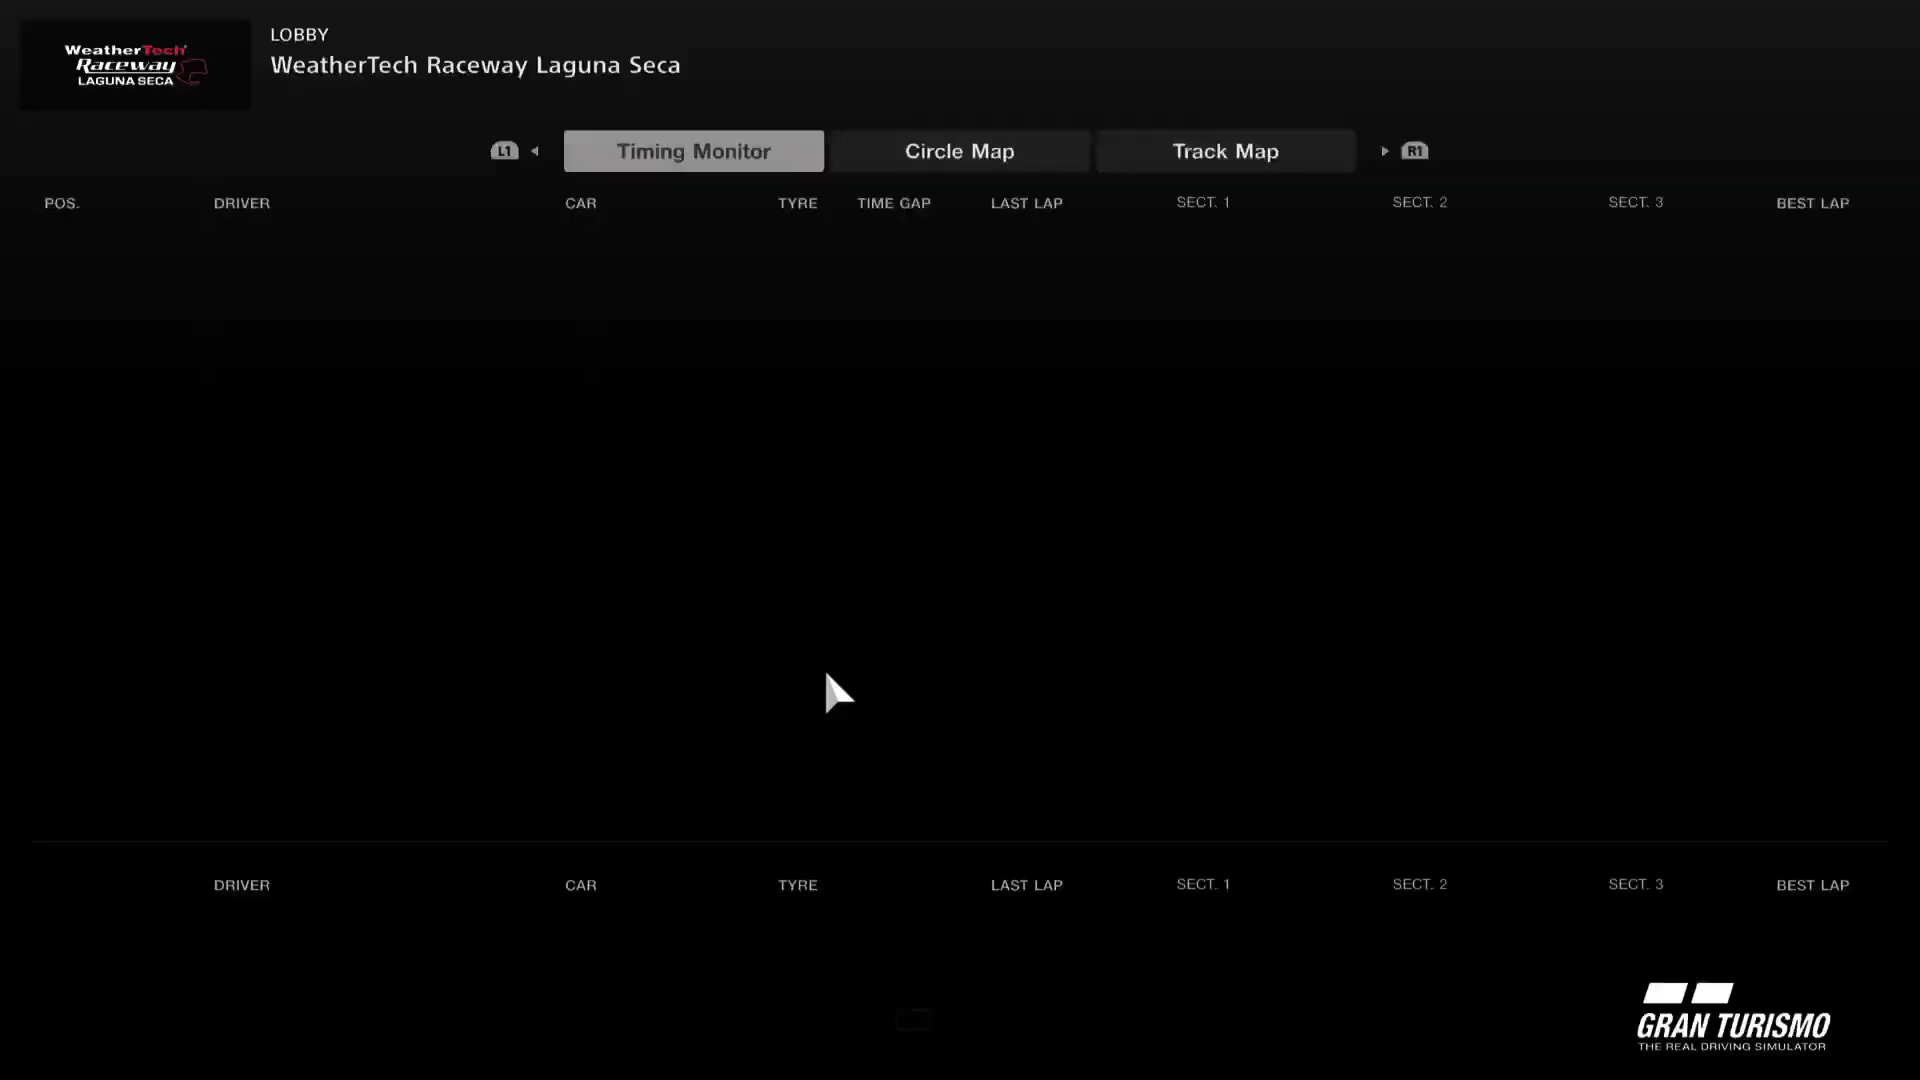 WeatherTech
Raceway
LAGUNA SECA
LOBBY
WeatherTech Raceway Laguna Seca
L1 Timing Monitor Circle Map Track Map R1
POS. DRIVER CAR TYRE TIME GAP LAST LAP SECT. 1 SECT. 2 SECT. 3 BEST LAP
DRIVER CAR TYRE LAST LAP SECT. 1 SECT. 2 SECT. 3 BEST LAP
GRAN TURISMO
THE REAL DRIVING SIMULATOR